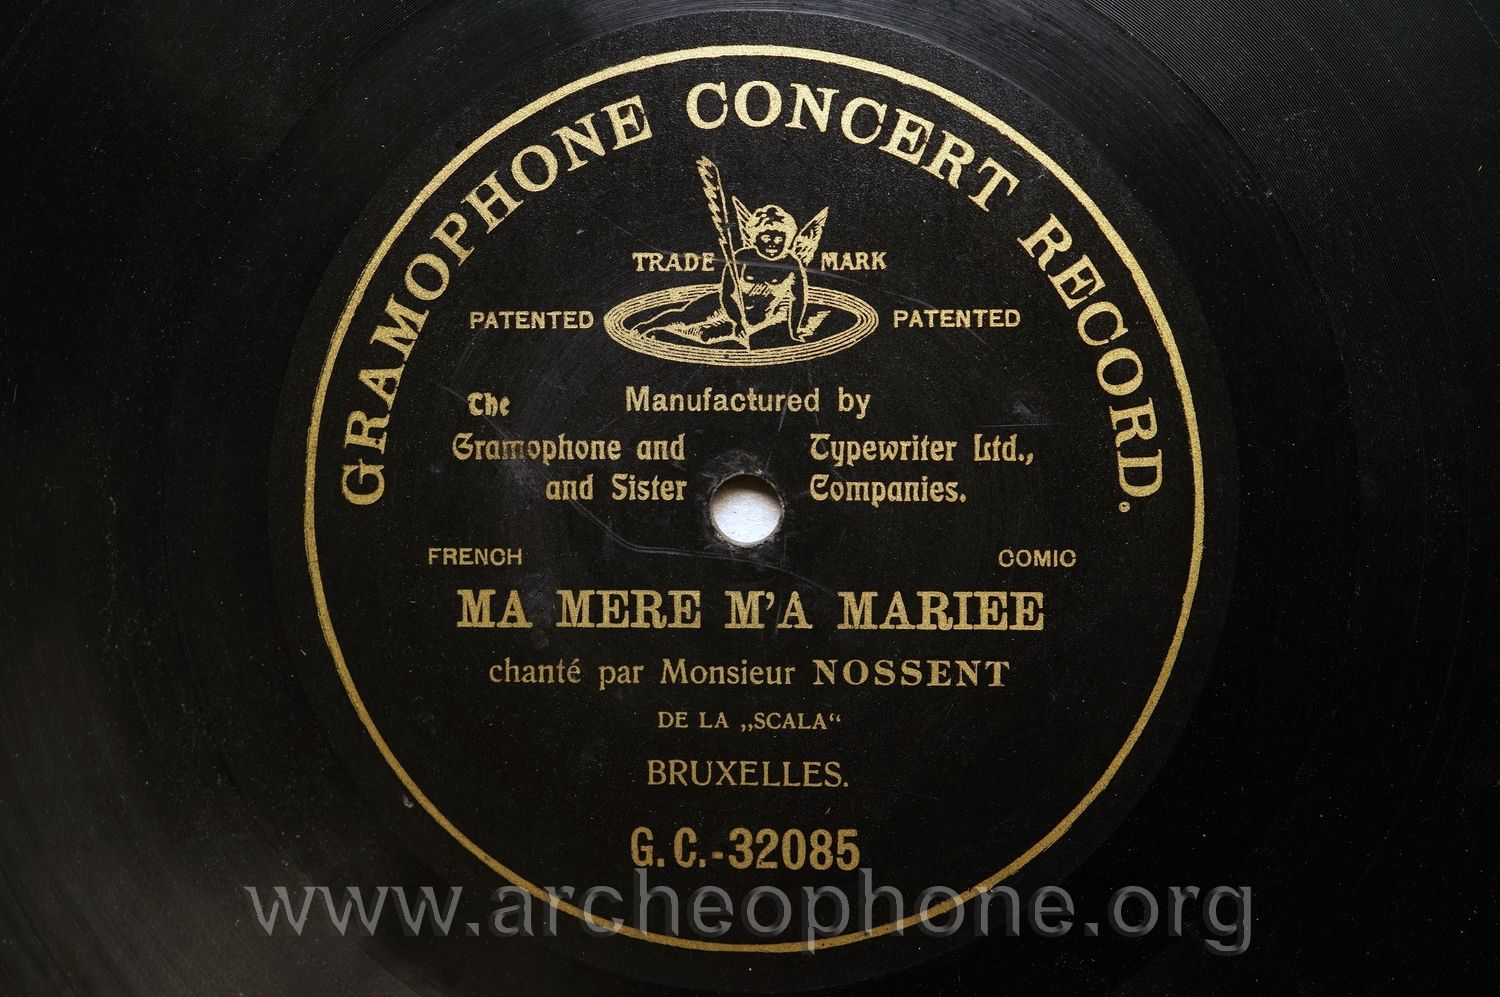 GRAMOPHONE CONCERT RECORD.
TRADE MARK
PATENTED PATENTED
Manufactured by
The
Gramophone and Typewriter Ltd.,
and Sister Companies.
FRENCH COMIC
MA MERE M'A MARIEE
chanté par Monsieur NOSSENT
DE LA „SCALA“
BRUXELLES.
G.C.-32085
www.archeophone.org